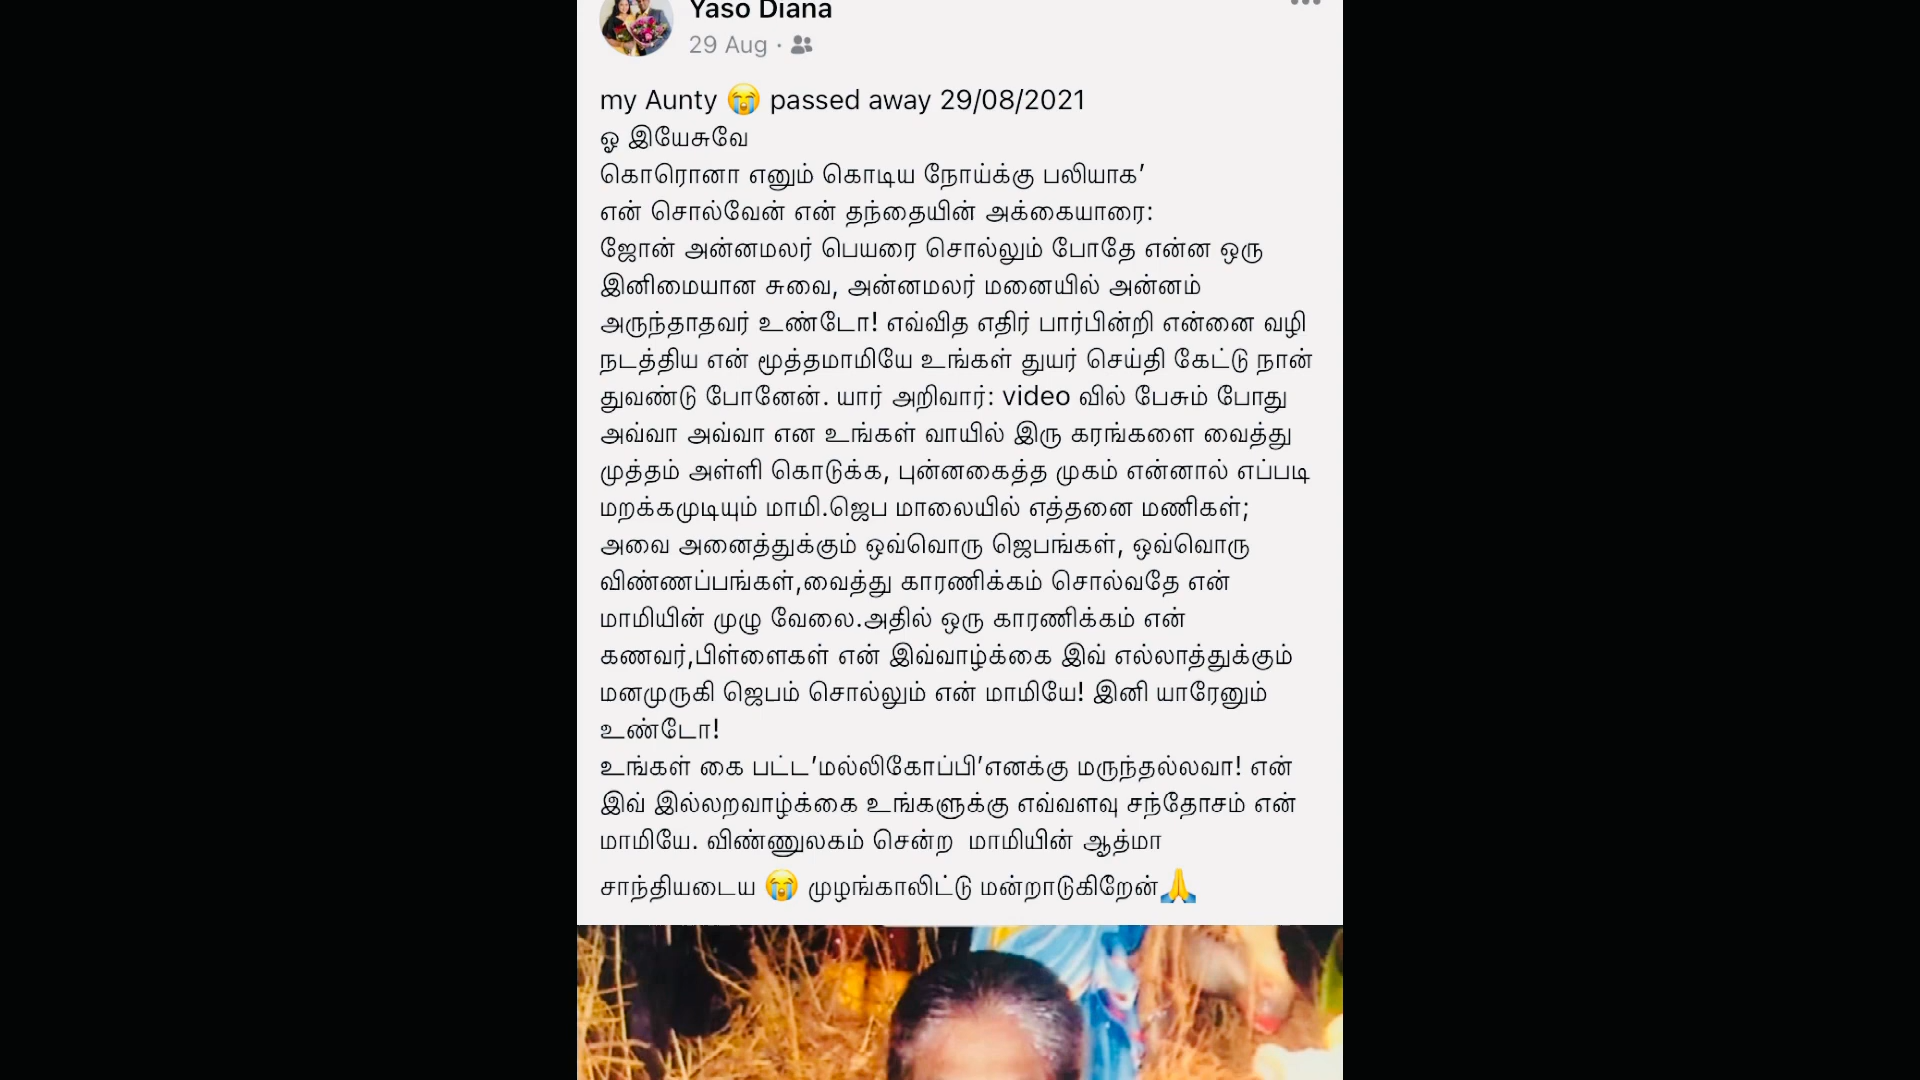 Yaso Diana
29 Aug ·
my Aunty 😭 passed away 29/08/2021
ஓ இயேசுவே
கொரொனா எனும் கொடிய நோய்க்கு பலியாக’
என் சொல்வேன் என் தந்தையின் அக்கையாரை:
ஜோன் அன்னமலர் பெயரை சொல்லும் போதே என்ன ஒரு
இனிமையான சுவை, அன்னமலர் மனையில் அன்னம்
அருந்தாதவர் உண்டோ! எவ்வித எதிர் பார்பின்றி என்னை வழி
நடத்திய என் மூத்தமாமியே உங்கள் துயர் செய்தி கேட்டு நான்
துவண்டு போனேன். யார் அறிவார்: video வில் பேசும் போது
அவ்வா அவ்வா என உங்கள் வாயில் இரு கரங்களை வைத்து
முத்தம் அள்ளி கொடுக்க, புன்னகைத்த முகம் என்னால் எப்படி
மறக்கமுடியும் மாமி.ஜெப மாலையில் எத்தனை மணிகள்;
அவை அனைத்துக்கும் ஒவ்வொரு ஜெபங்கள், ஒவ்வொரு
விண்ணப்பங்கள்,வைத்து காரணிக்கம் சொல்வதே என்
மாமியின் முழு வேலை.அதில் ஒரு காரணிக்கம் என்
கணவர்,பிள்ளைகள் என் இவ்வாழ்க்கை இவ் எல்லாத்துக்கும்
மனமுருகி ஜெபம் சொல்லும் என் மாமியே! இனி யாரேனும்
உண்டோ!
உங்கள் கை பட்ட’மல்லிகோப்பி’எனக்கு மருந்தல்லவா! என்
இவ் இல்லறவாழ்க்கை உங்களுக்கு எவ்வளவு சந்தோசம் என்
மாமியே. விண்ணுலகம் சென்ற  மாமியின் ஆத்மா
சாந்தியடைய 😭 முழங்காலிட்டு மன்றாடுகிறேன்🙏